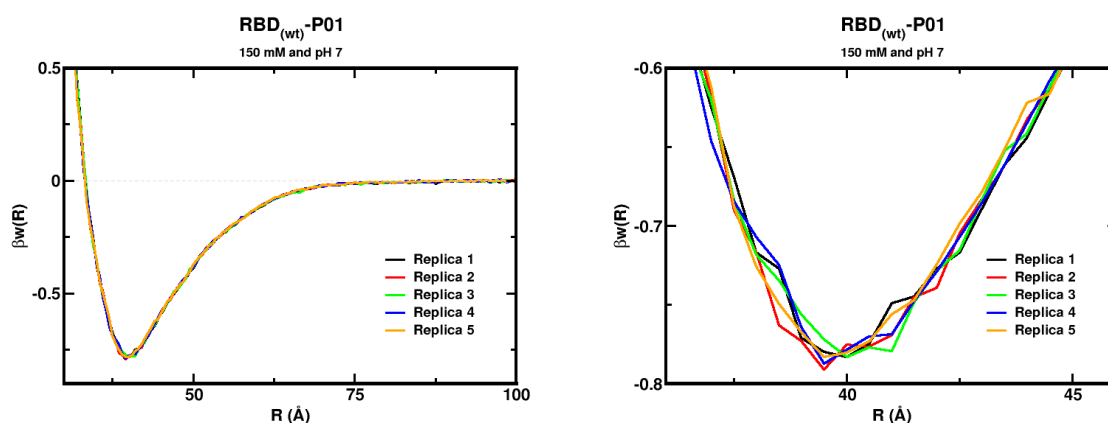 RBD(wt)-P01
150 mM and pH 7
0.5
0
-0.5
βw(R)
Replica 1
Replica 2
Replica 3
Replica 4
Replica 5
50
75
100
R (Å)
RBD(wt)-P01
150 mM and pH 7
-0.6
-0.7
-0.8
βw(R)
Replica 1
Replica 2
Replica 3
Replica 4
Replica 5
40
45
R (Å)